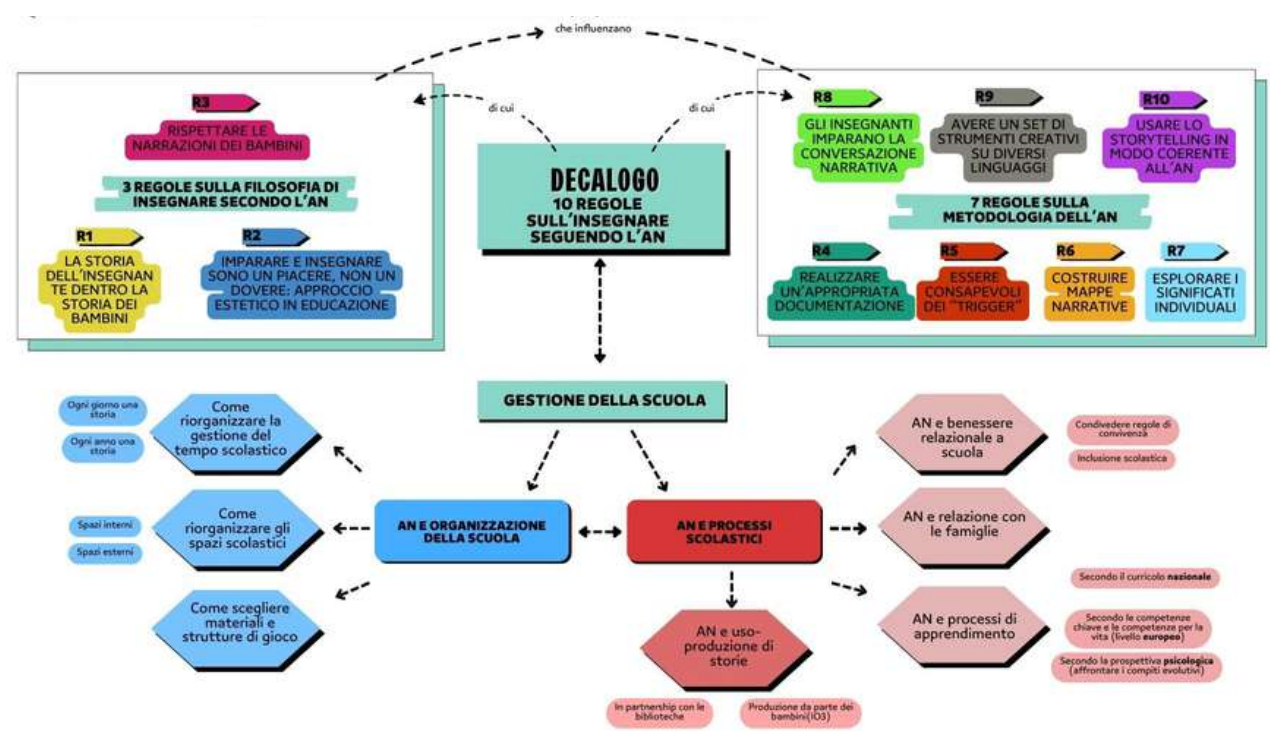 che influenzano
di cui
di cui
R3
RISPETTARE LE
NARRAZIONI DEI BAMBINI
3 REGOLE SULLA FILOSOFIA DI
INSEGNARE SECONDO L'AN
R1
LA STORIA
DELL'INSEGNAN
TE DENTRO LA
STORIA DEI
BAMBINI
R2
IMPARARE E INSEGNARE
SONO UN PIACERE, NON UN
DOVERE: APPROCCIO
ESTETICO IN EDUCAZIONE
DECALOGO
10 REGOLE
SULL'INSEGNARE
SEGUENDO L'AN
R8
GLI INSEGNANTI
IMPARANO LA
CONVERSAZIONE
NARRATIVA
R9
AVERE UN SET DI
STRUMENTI CREATIVI
SU DIVERSI
LINGUAGGI
R10
USARE LO
STORYTELLING IN
MODO COERENTE
ALL'AN
7 REGOLE SULLA
METODOLOGIA DELL'AN
R4
REALIZZARE
UN'APPROPRIATA
DOCUMENTAZIONE
R5
ESSERE
CONSAPEVOLI
DEI "TRIGGER"
R6
COSTRUIRE
MAPPE
NARRATIVE
R7
ESPLORARE I
SIGNIFICATI
INDIVIDUALI
GESTIONE DELLA SCUOLA
Ogni giorno una
storia
Ogni anno una
storia
Come
riorganizzare la
gestione del
tempo scolastico
Spazi interni
Spazi esterni
Come
riorganizzare gli
spazi scolastici
Come scegliere
materiali e
strutture di gioco
AN E ORGANIZZAZIONE
DELLA SCUOLA
AN E PROCESSI
SCOLASTICI
AN e benessere
relazionale a
scuola
Condivedere regole di
convivenza
Inclusione scolastica
AN e relazione con
le famiglie
AN e processi di
apprendimento
Secondo il curricolo nazionale
Secondo le competenze
chiave e le competenze per la
vita (livello europeo)
Secondo la prospettiva psicologica
(affrontare i compiti evolutivi)
AN e uso-
produzione di
storie
In partnership con le
biblioteche
Produzione da parte dei
bambini(IO3)